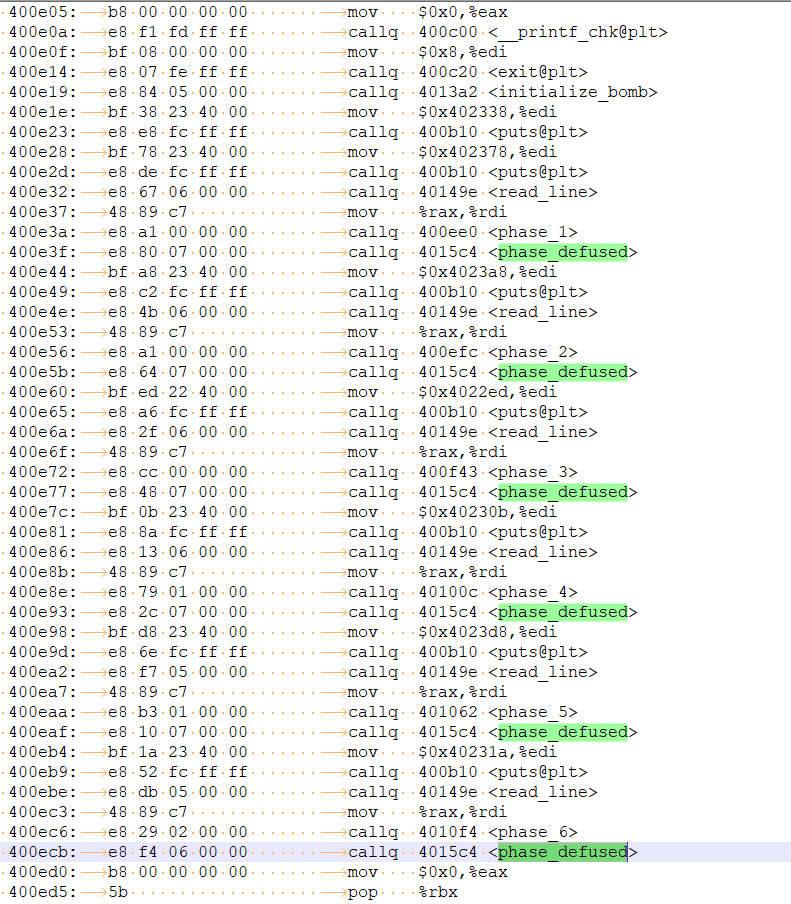 400e05: b8 00 00 00 00 mov $0x0,%eax
400e0a: e8 f1 fd ff ff callq 400c00 <__printf_chk@plt>
400e0f: bf 08 00 00 00 mov $0x8,%edi
400e14: e8 07 fe ff ff callq 400c20 <exit@plt>
400e19: e8 84 05 00 00 callq 4013a2 <initialize_bomb>
400e1e: bf 38 23 40 00 mov $0x402338,%edi
400e23: e8 e8 fc ff ff callq 400b10 <puts@plt>
400e28: bf 78 23 40 00 mov $0x402378,%edi
400e2d: e8 de fc ff ff callq 400b10 <puts@plt>
400e32: e8 67 06 00 00 callq 40149e <read_line>
400e37: 48 89 c7 mov %rax,%rdi
400e3a: e8 a1 00 00 00 callq 400ee0 <phase_1>
400e3f: e8 80 07 00 00 callq 4015c4 <phase_defused>
400e44: bf a8 23 40 00 mov $0x4023a8,%edi
400e49: e8 c2 fc ff ff callq 400b10 <puts@plt>
400e4e: e8 4b 06 00 00 callq 40149e <read_line>
400e53: 48 89 c7 mov %rax,%rdi
400e56: e8 a1 00 00 00 callq 400efc <phase_2>
400e5b: e8 64 07 00 00 callq 4015c4 <phase_defused>
400e60: bf ed 22 40 00 mov $0x4022ed,%edi
400e65: e8 a6 fc ff ff callq 400b10 <puts@plt>
400e6a: e8 2f 06 00 00 callq 40149e <read_line>
400e6f: 48 89 c7 mov %rax,%rdi
400e72: e8 cc 00 00 00 callq 400f43 <phase_3>
400e77: e8 48 07 00 00 callq 4015c4 <phase_defused>
400e7c: bf 0b 23 40 00 mov $0x40230b,%edi
400e81: e8 8a fc ff ff callq 400b10 <puts@plt>
400e86: e8 13 06 00 00 callq 40149e <read_line>
400e8b: 48 89 c7 mov %rax,%rdi
400e8e: e8 79 01 00 00 callq 40100c <phase_4>
400e93: e8 2c 07 00 00 callq 4015c4 <phase_defused>
400e98: bf d8 23 40 00 mov $0x4023d8,%edi
400e9d: e8 6e fc ff ff callq 400b10 <puts@plt>
400ea2: e8 f7 05 00 00 callq 40149e <read_line>
400ea7: 48 89 c7 mov %rax,%rdi
400eaa: e8 b3 01 00 00 callq 401062 <phase_5>
400eaf: e8 10 07 00 00 callq 4015c4 <phase_defused>
400eb4: bf 1a 23 40 00 mov $0x40231a,%edi
400eb9: e8 52 fc ff ff callq 400b10 <puts@plt>
400ebe: e8 db 05 00 00 callq 40149e <read_line>
400ec3: 48 89 c7 mov %rax,%rdi
400ec6: e8 29 02 00 00 callq 4010f4 <phase_6>
400ecb: e8 f4 06 00 00 callq 4015c4 <phase_defused>
400ed0: b8 00 00 00 00 mov $0x0,%eax
400ed5: 5b pop %rbx